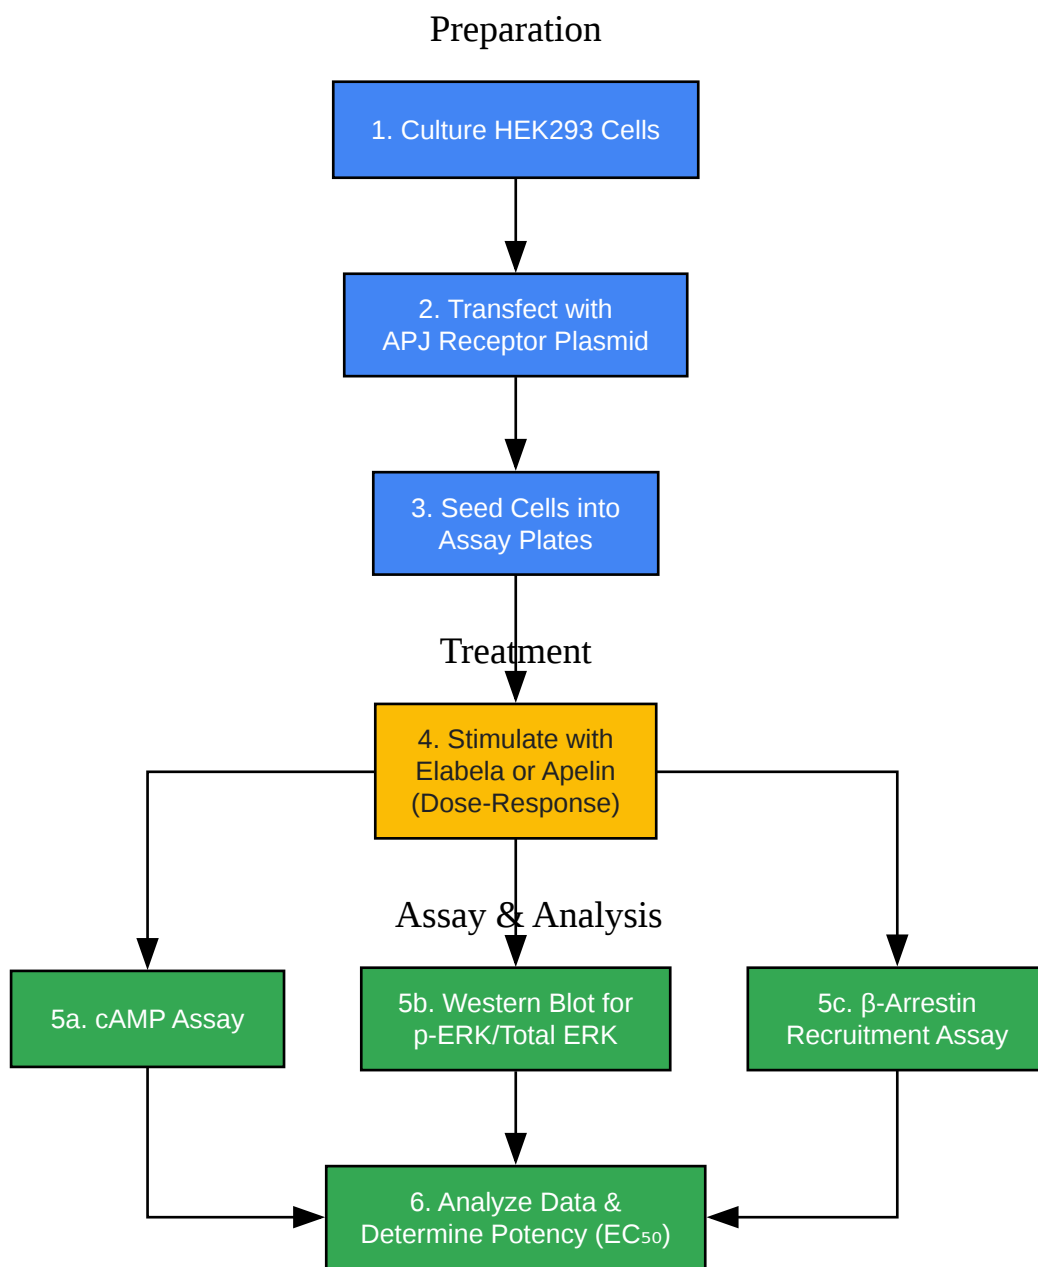 Preparation
1. Culture HEK293 Cells
2. Transfect with
APJ Receptor Plasmid
3. Seed Cells into
Assay Plates
Treatment
4. Stimulate with
Elabela or Apelin
(Dose-Response)
Assay & Analysis
5a. cAMP Assay
5b. Western Blot for
p-ERK/Total ERK
5c. β-Arrestin
Recruitment Assay
6. Analyze Data &
Determine Potency (EC₅₀)